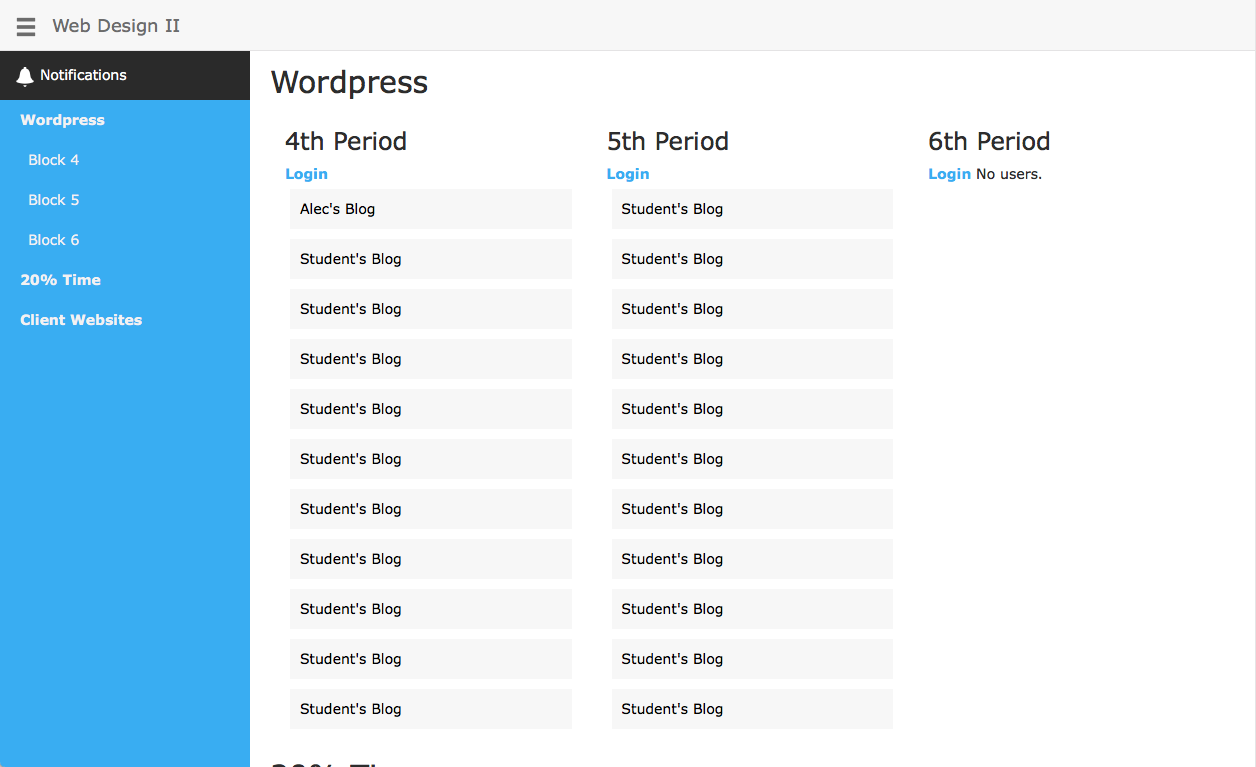 Web Design II
Notifications
Wordpress
Block 4
Block 5
Block 6
20% Time
Client Websites
Wordpress
4th Period
Login
Alec's Blog
Student's Blog
Student's Blog
Student's Blog
Student's Blog
Student's Blog
Student's Blog
Student's Blog
Student's Blog
Student's Blog
Student's Blog
5th Period
Login
Student's Blog
Student's Blog
Student's Blog
Student's Blog
Student's Blog
Student's Blog
Student's Blog
Student's Blog
Student's Blog
Student's Blog
Student's Blog
6th Period
Login No users.